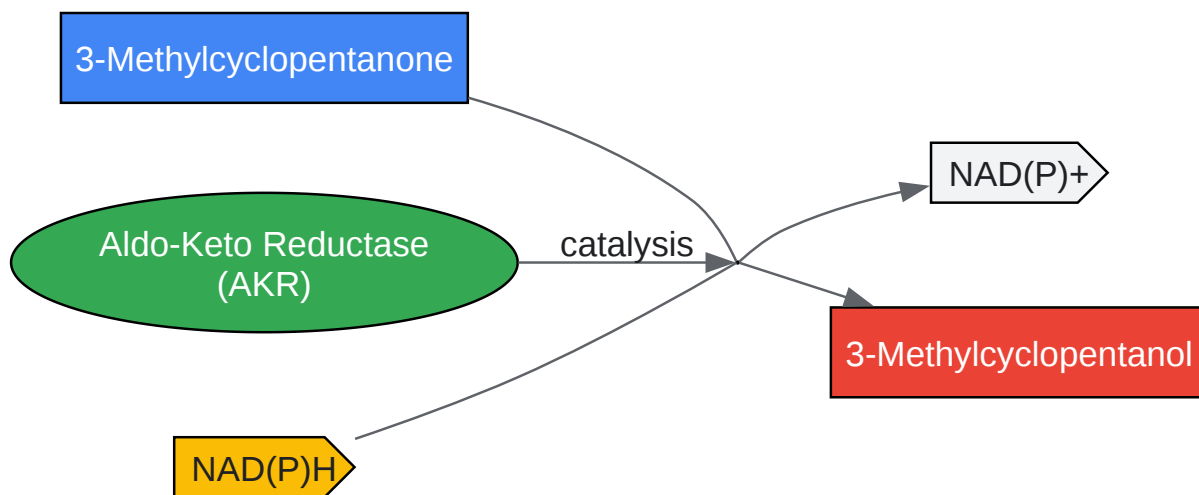 3-Methylcyclopentanone
NAD(P)+
Aldo-Keto Reductase
(AKR)
catalysis
3-Methylcyclopentanol
NAD(P)H